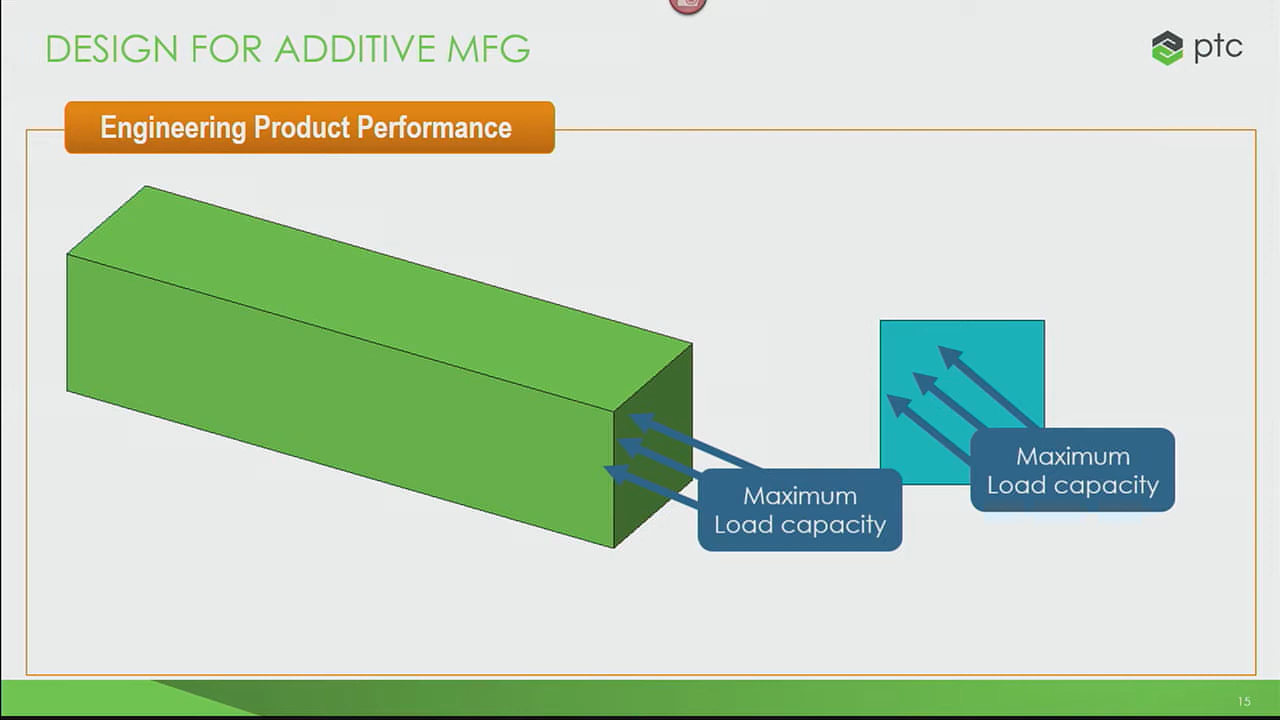 DESIGN FOR ADDITIVE MFG
ptc
Engineering Product Performance
Maximum
Load capacity
Maximum
Load capacity
15